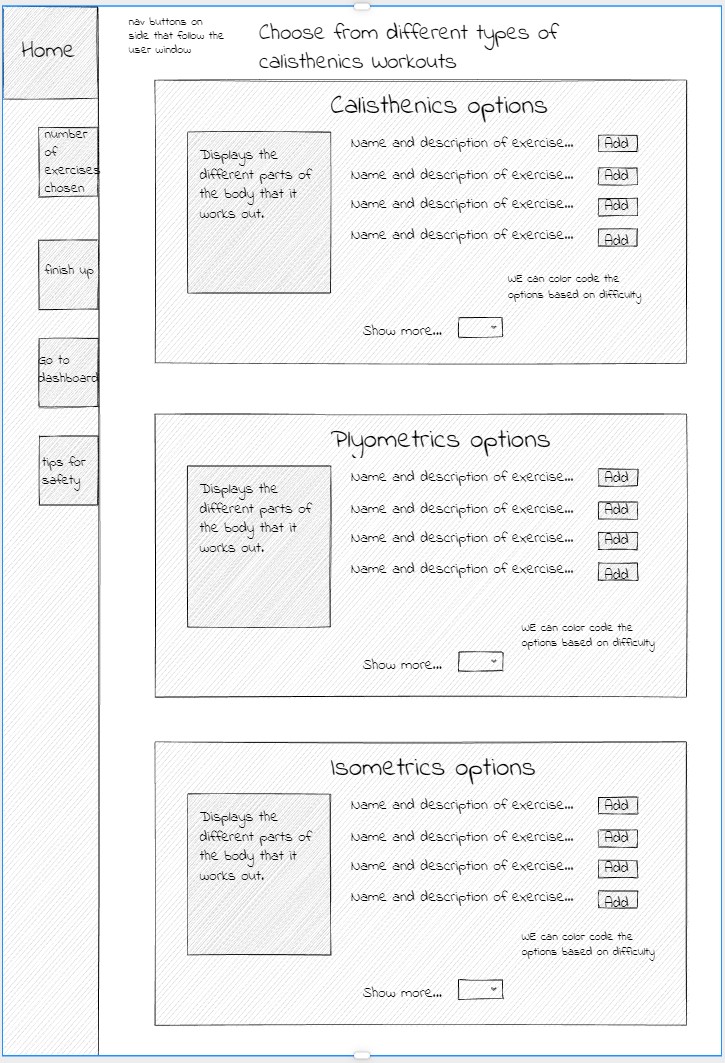 Home
nav buttons on
side that follow the
user window
number
of
exercises
chosen
finish up
Go to
dashboard
tips for
safety
Choose from different types of
calisthenics workouts
Calisthenics options
Displays the
different parts of
the body that it
works out.
Name and description of exercise... Add
Name and description of exercise... Add
Name and description of exercise... Add
Name and description of exercise... Add
WE can color code the
options based on difficulty
Show more...
Plyometrics options
Displays the
different parts of
the body that it
works out.
Name and description of exercise... Add
Name and description of exercise... Add
Name and description of exercise... Add
Name and description of exercise... Add
WE can color code the
options based on difficulty
Show more...
Isometrics options
Displays the
different parts of
the body that it
works out.
Name and description of exercise... Add
Name and description of exercise... Add
Name and description of exercise... Add
Name and description of exercise... Add
WE can color code the
options based on difficulty
Show more...